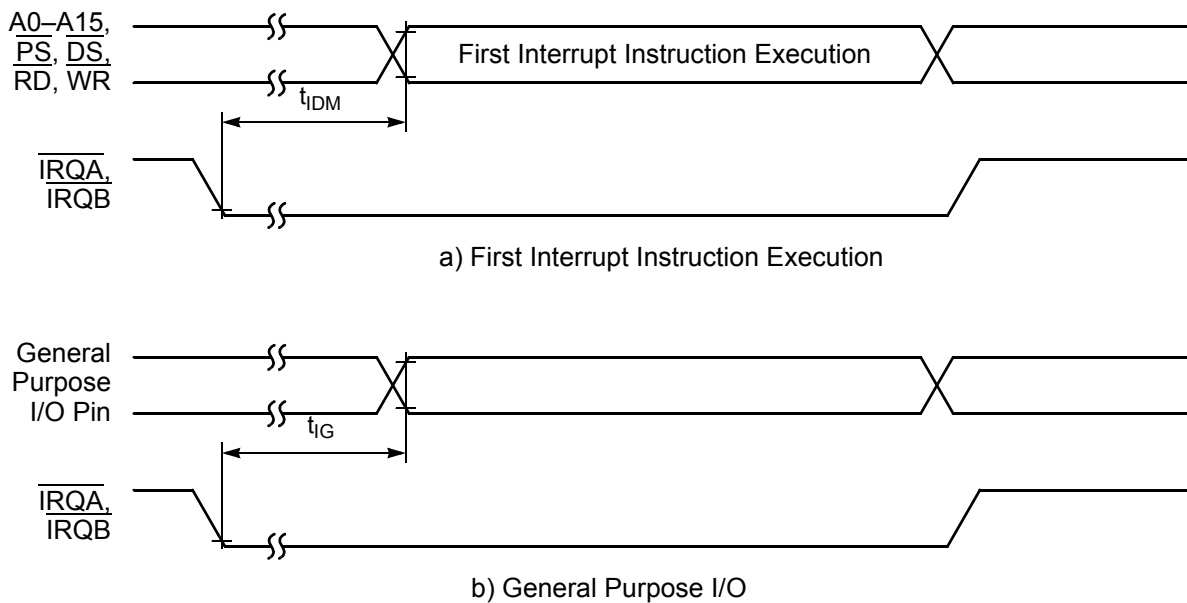 A0–A15,
PS, DS,
RD, WR
First Interrupt Instruction Execution
tIDM
IRQA,
IRQB
a) First Interrupt Instruction Execution
General
Purpose
I/O Pin
tIG
IRQA,
IRQB
b) General Purpose I/O